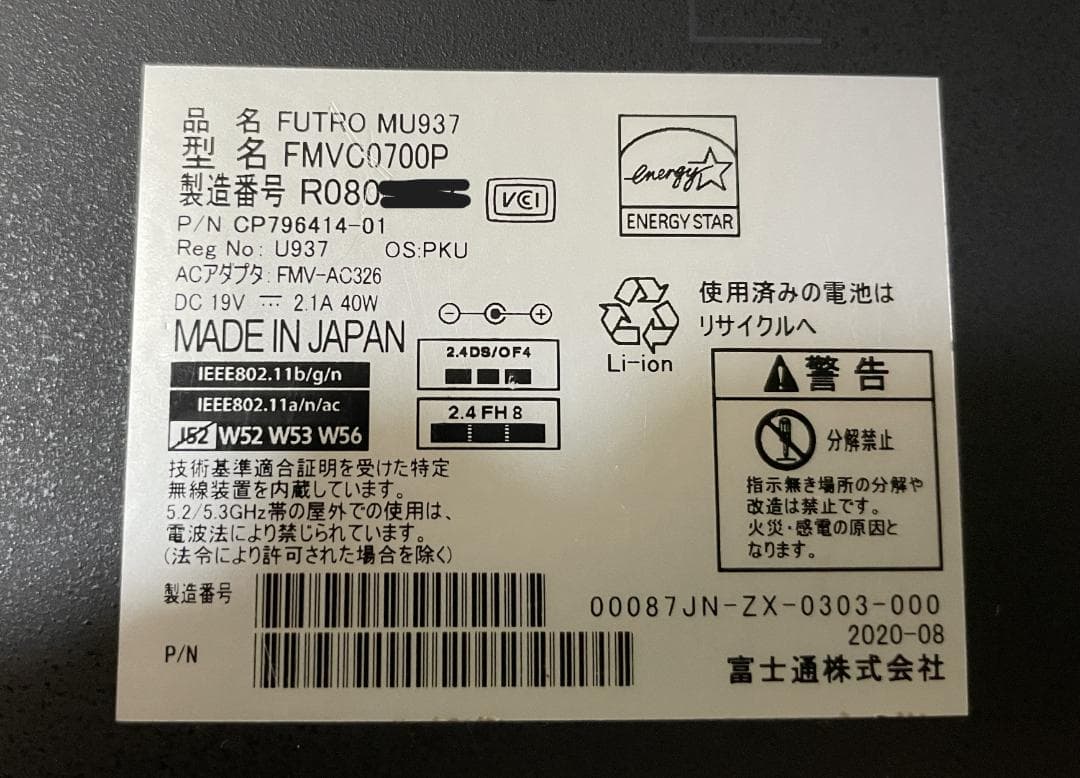 品 名 FUTRO MU937
型 名 FMVC0700P
製造番号 R080
VCI
P/N CP796414-01
Reg No: U937 OS:PKU
ACアダプタ: FMV-AC326
DC 19V 2.1A 40W
MADE IN JAPAN
IEEE802.11b/g/n
IEEE802.11a/n/ac
J52 W52 W53 W56
2.4DS/OF4
2.4FH8
energy
ENERGY STAR
使用済みの電池は
リサイクルへ
Li-ion
警告
分解禁止
指示無き場所の分解や
改造は禁止です。
火災・感電の原因と
なります。
技術基準適合証明を受けた特定
無線装置を内蔵しています。
5.2/5.3GHz帯の屋外での使用は、
電波法により禁じられています。
(法令により許可された場合を除く)
製造番号
P/N
00087JN-ZX-0303-000
2020-08
富士通株式会社